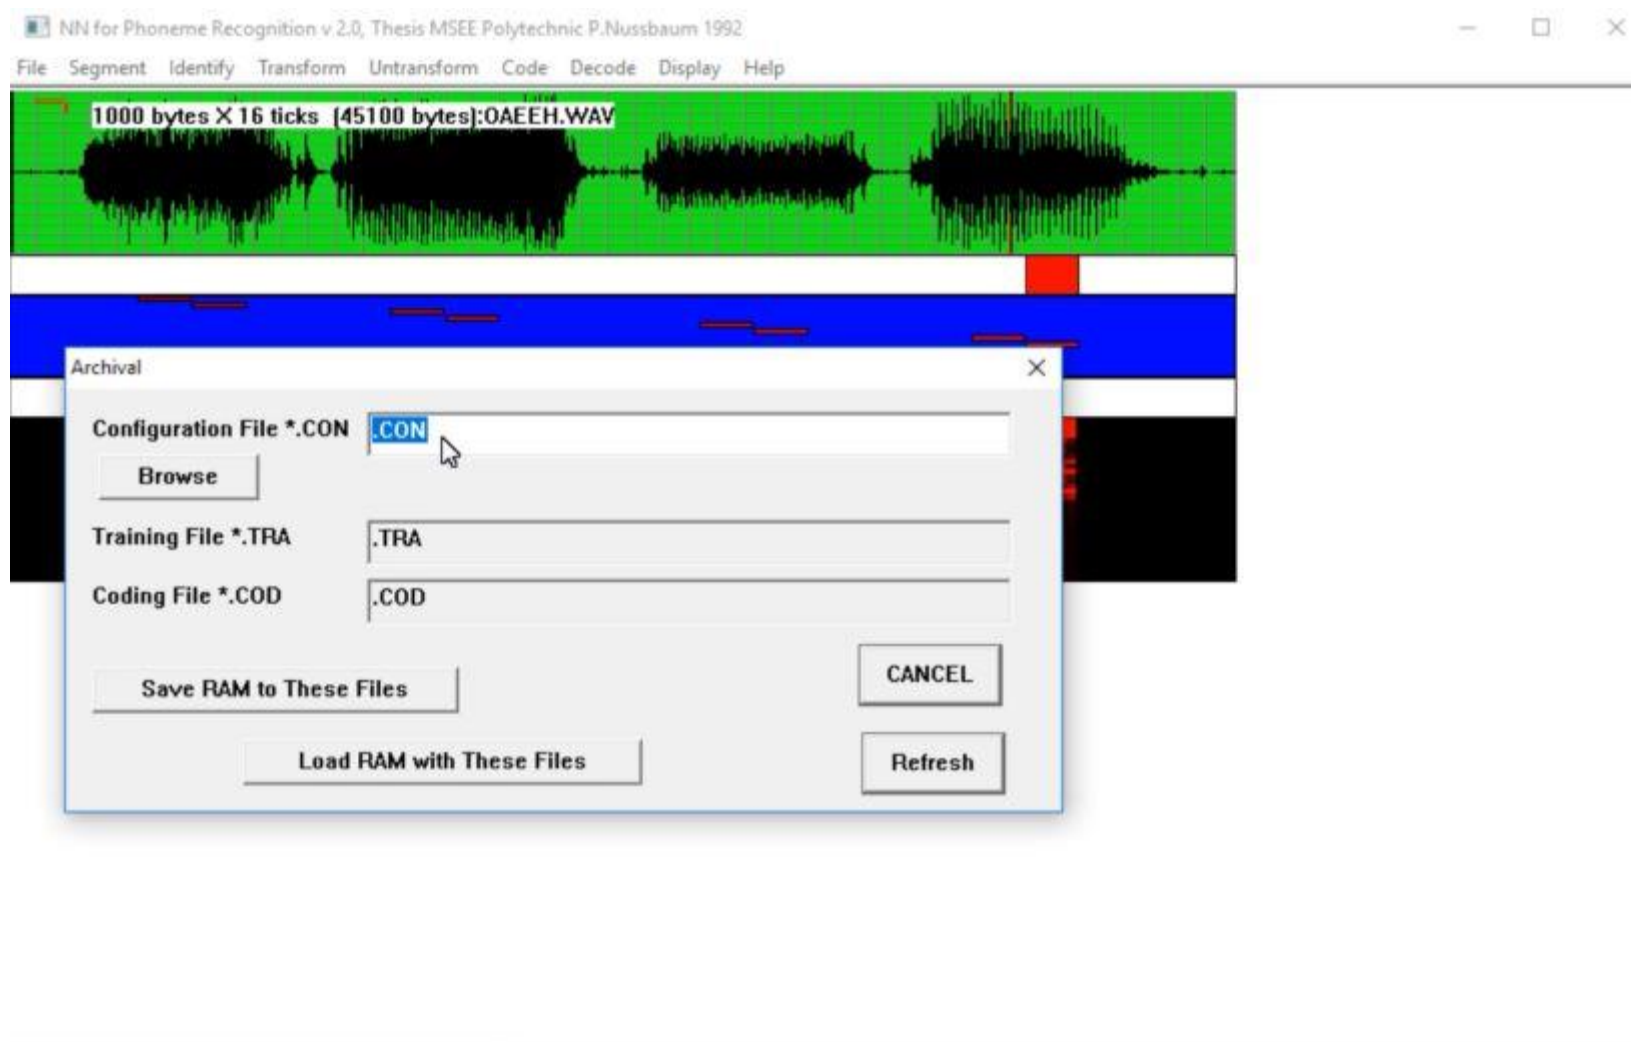 NN for Phoneme Recognition v 2.0, Thesis MSEE Polytechnic P.Nussbaum 1992
File Segment Identify Transform Untransform Code Decode Display Help
1000 bytes X 16 ticks (45100 bytes):OAEEH.WAV
Archival
Configuration File *.CON .CON
Browse
Training File *.TRA .TRA
Coding File *.COD .COD
CANCEL
Save RAM to These Files
Load RAM with These Files
Refresh